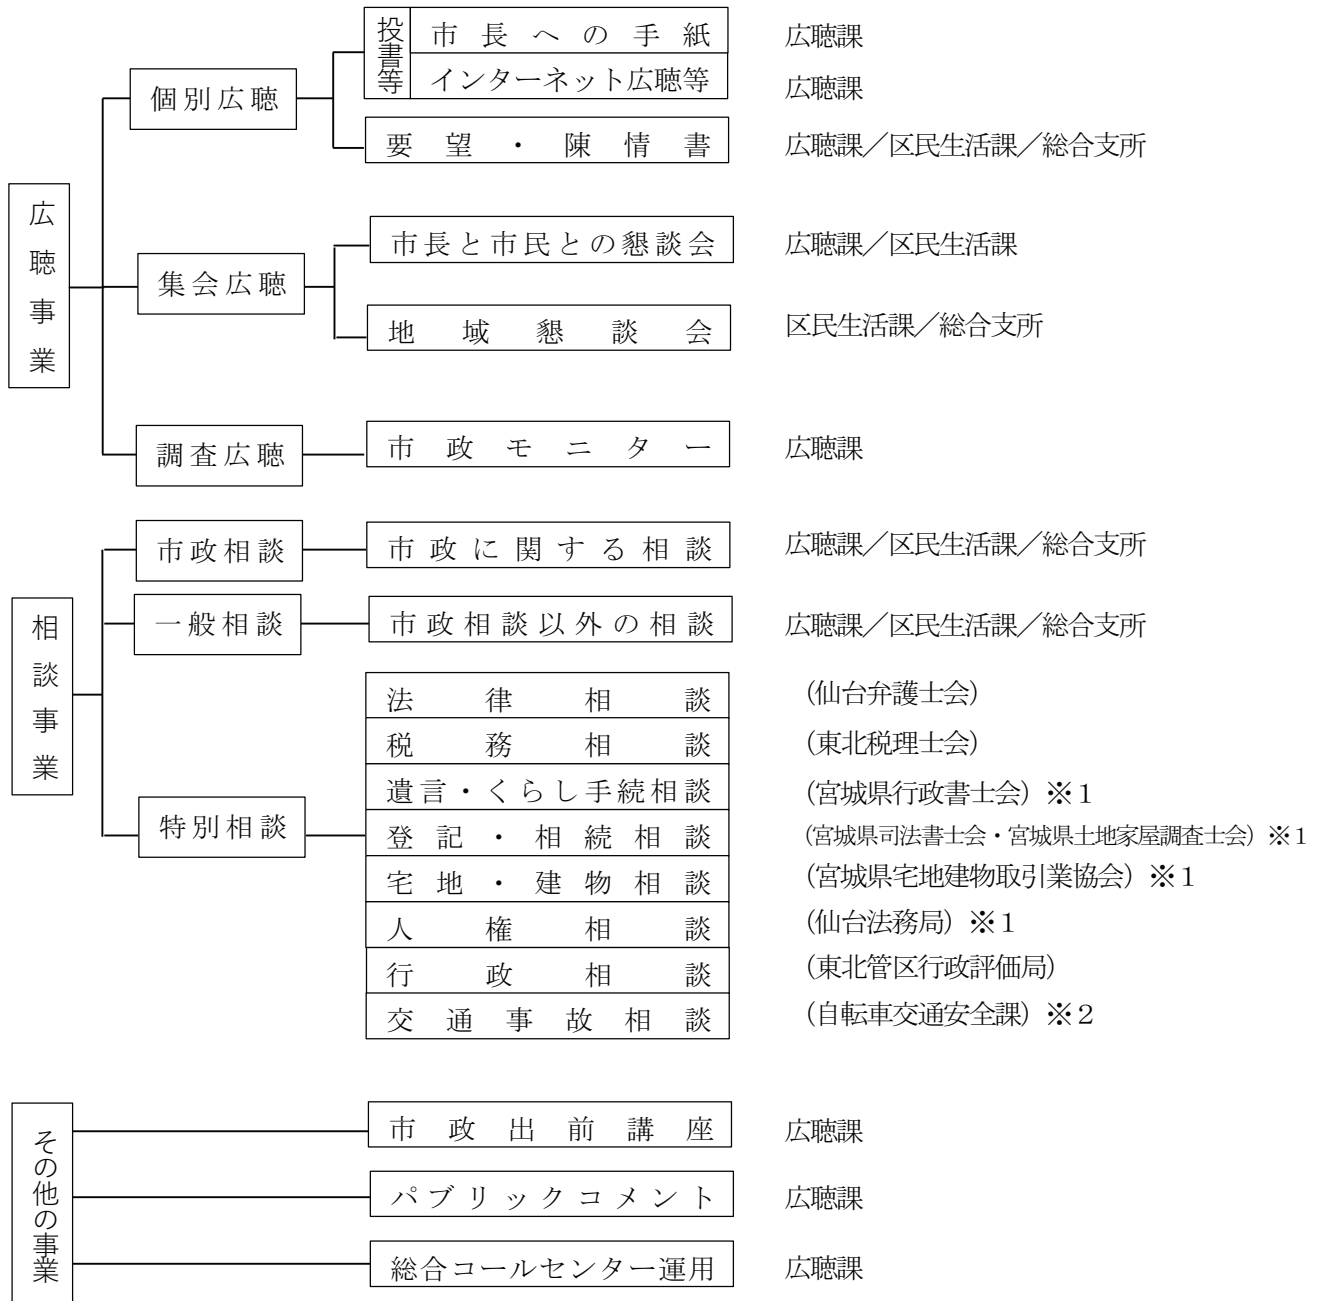 広聴事業
個別広聴
投書等
市長への手紙 広聴課
インターネット広聴等 広聴課
要望・陳情書 広聴課／区民生活課／総合支所
集会広聴
市長と市民との懇談会 広聴課／区民生活課
地域懇談会 区民生活課／総合支所
調査広聴
市政モニター 広聴課
相談事業
市政相談
市政に関する相談 広聴課／区民生活課／総合支所
一般相談
市政相談以外の相談 広聴課／区民生活課／総合支所
特別相談
法律相談 （仙台弁護士会）
税務相談 （東北税理士会）
遺言・くらし手続相談 （宮城県行政書士会）※１
登記・相続相談 （宮城県司法書士会・宮城県土地家屋調査士会）※１
宅地・建物相談 （宮城県宅地建物取引業協会）※１
人権相談 （仙台法務局）※１
行政相談 （東北管区行政評価局）
交通事故相談 （自転車交通安全課）※２
その他の事業
市政出前講座 広聴課
パブリックコメント 広聴課
総合コールセンター運用 広聴課